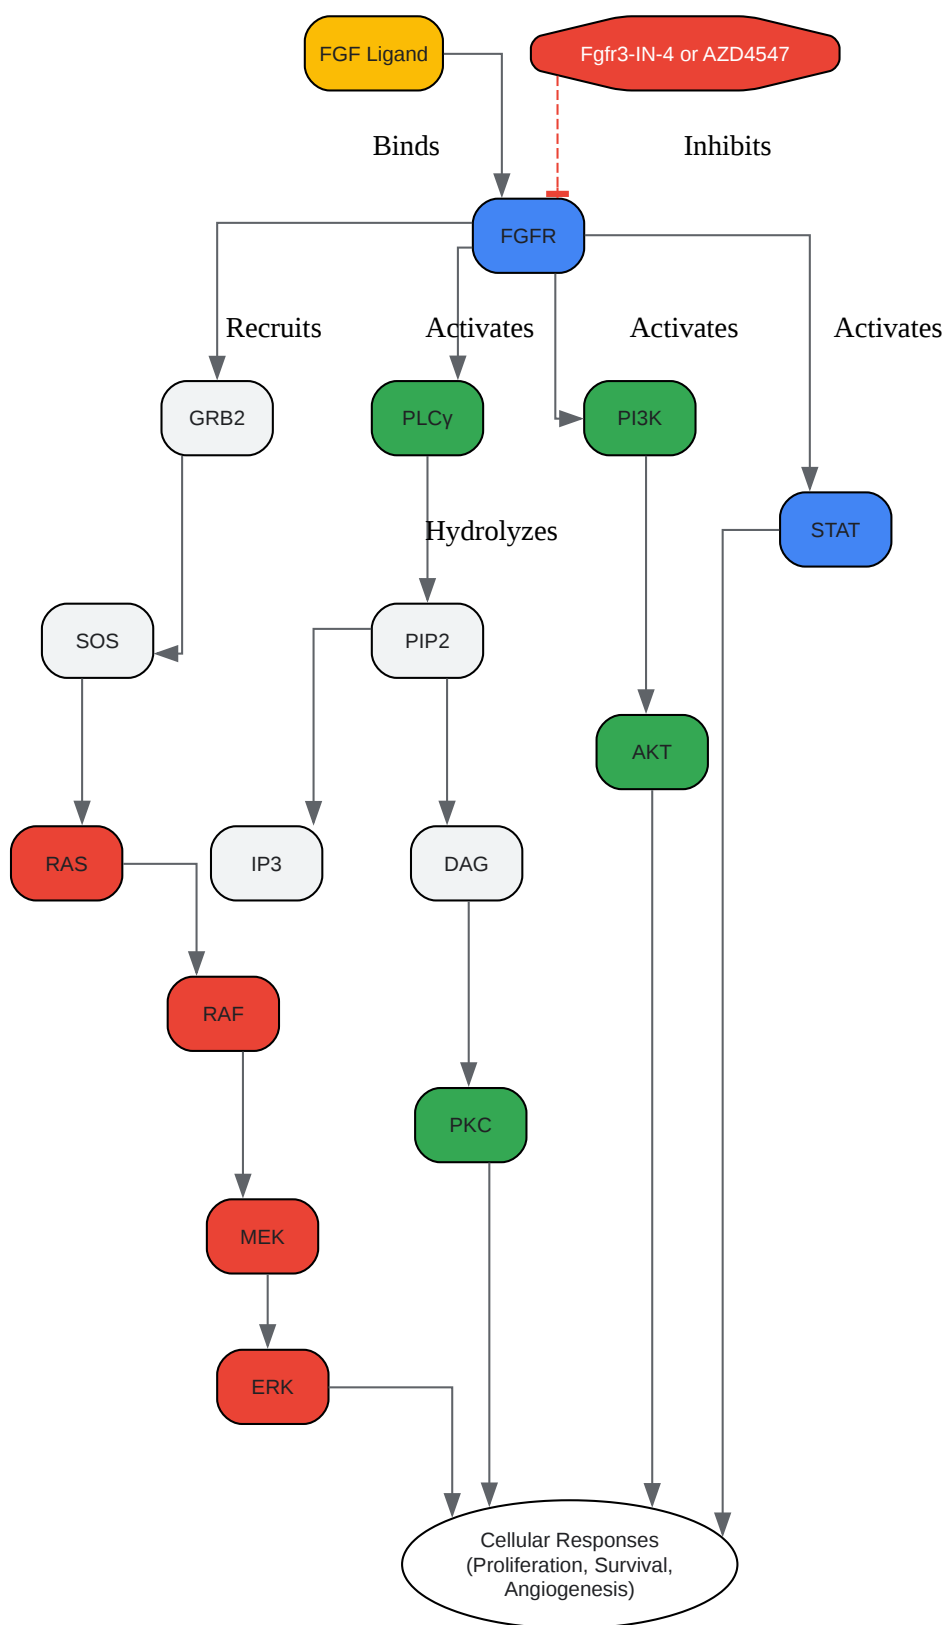 FGF Ligand
Fgfr3-IN-4 or AZD4547
Binds
Inhibits
FGFR
Recruits
Activates
Activates
Activates
GRB2
PLCγ
PI3K
STAT
Hydrolyzes
SOS
PIP2
AKT
RAS
IP3
DAG
RAF
PKC
MEK
ERK
Cellular Responses
(Proliferation, Survival,
Angiogenesis)